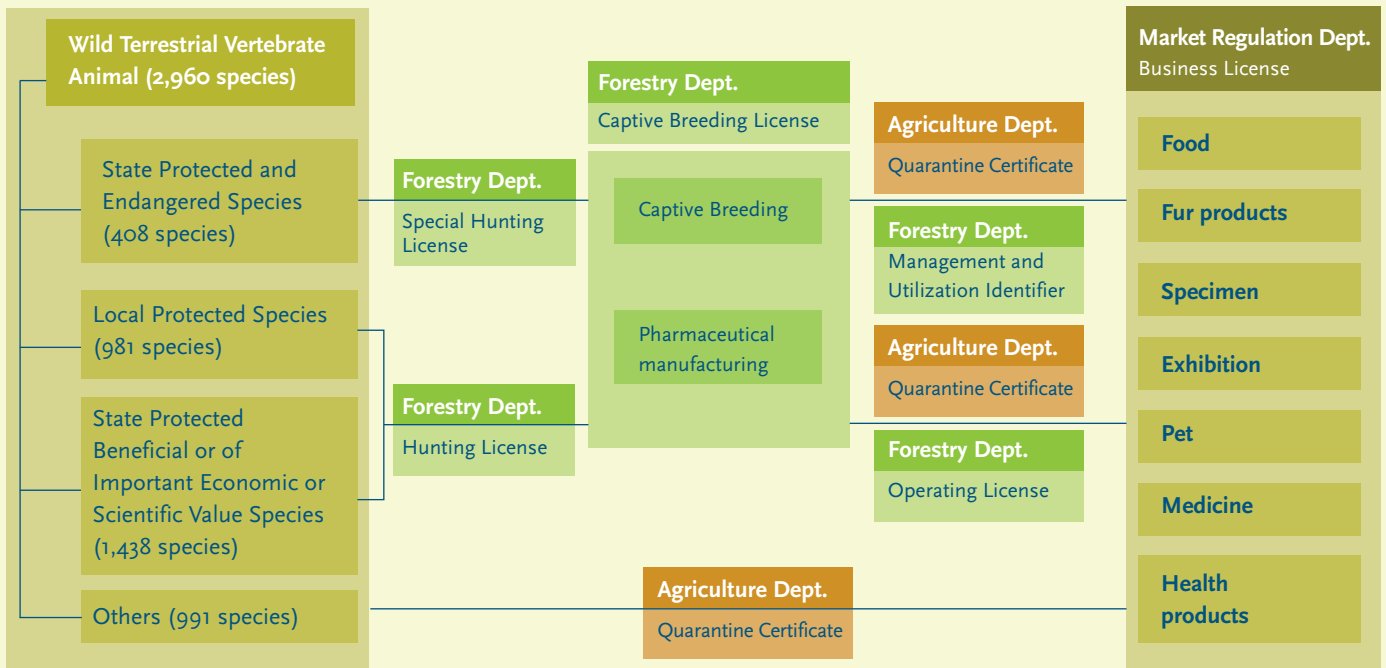 Wild Terrestrial Vertebrate
Animal (2,960 species)
State Protected and
Endangered Species
(408 species)
Local Protected Species
(981 species)
State Protected
Beneficial or of
Important Economic or
Scientific Value Species
(1,438 species)
Others (991 species)
Forestry Dept.
Special Hunting
License
Forestry Dept.
Hunting License
Forestry Dept.
Captive Breeding License
Captive Breeding
Pharmaceutical
manufacturing
Agriculture Dept.
Quarantine Certificate
Forestry Dept.
Management and
Utilization Identifier
Agriculture Dept.
Quarantine Certificate
Forestry Dept.
Operating License
Agriculture Dept.
Quarantine Certificate
Market Regulation Dept.
Business License
Food
Fur products
Specimen
Exhibition
Pet
Medicine
Health
products